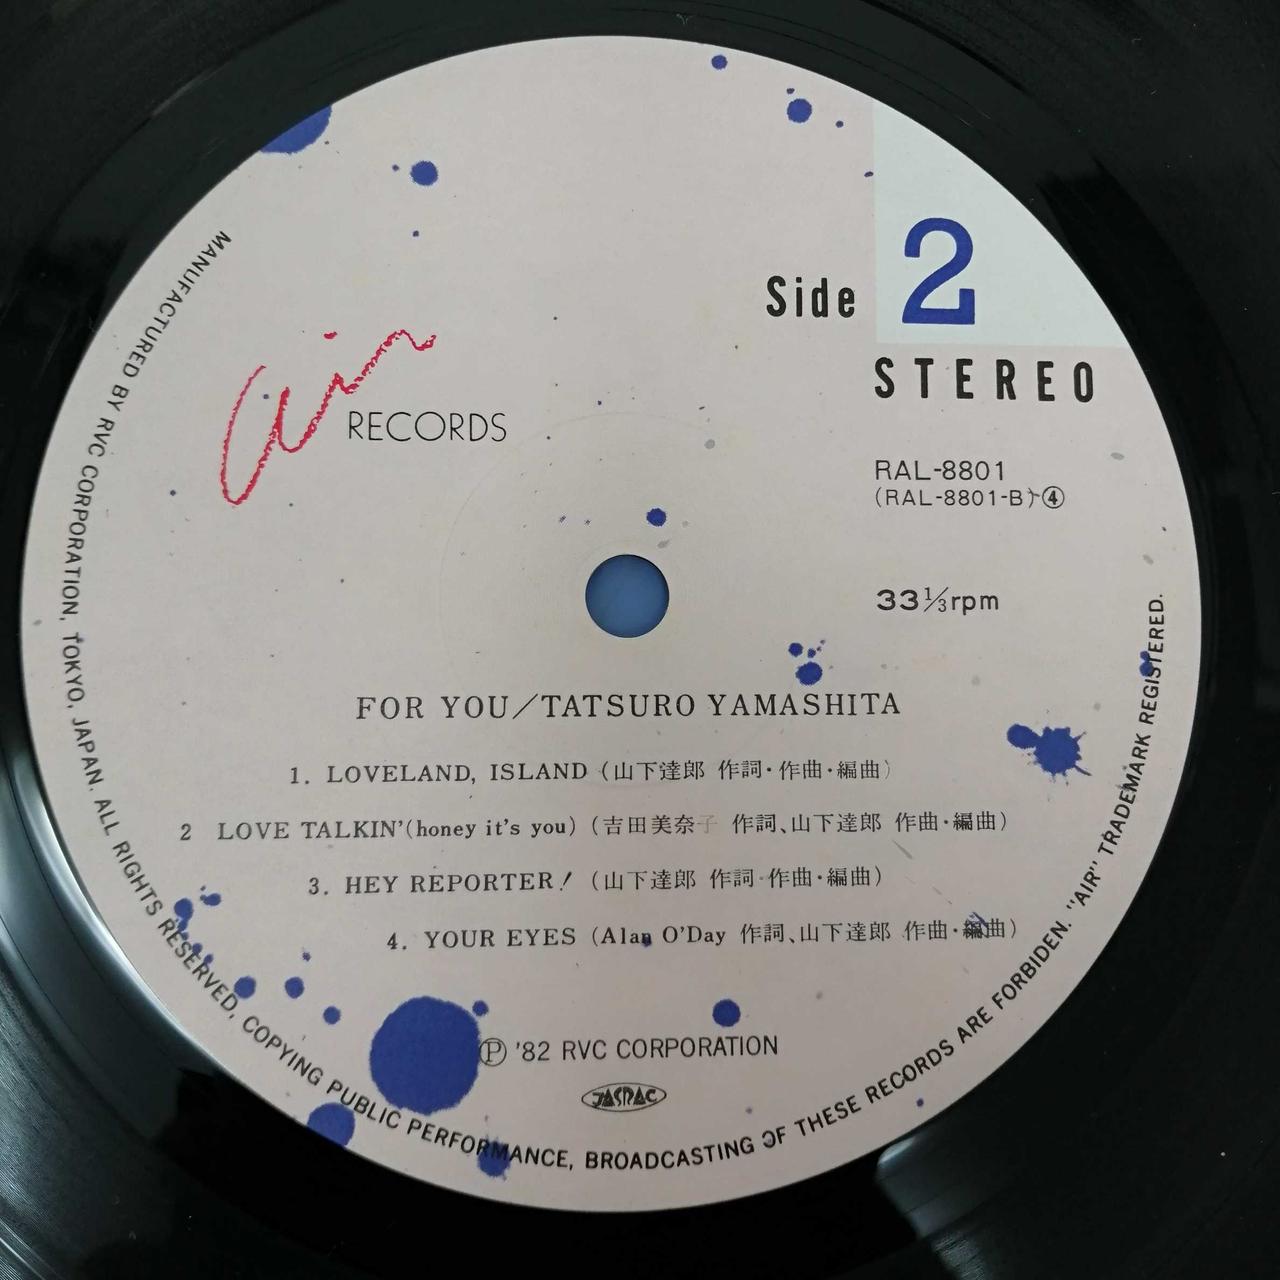 Side 2
STEREO
air RECORDS
RAL-8801
(RAL-8801-B)-④
33⅓rpm
FOR YOU／TATSURO YAMASHITA
1. LOVELAND, ISLAND (山下達郎 作詞・作曲・編曲)
2 LOVE TALKIN'(honey it's you) (吉田美奈子 作詞、山下達郎 作曲・編曲)
3. HEY REPORTER! (山下達郎 作詞・作曲・編曲)
4. YOUR EYES (Alan O'Day 作詞、山下達郎 作曲・編曲)
Ⓟ '82 RVC CORPORATION
JASRAC
MANUFACTURED BY RVC CORPORATION, TOKYO, JAPAN. ALL RIGHTS RESERVED, COPYING PUBLIC PERFORMANCE, BROADCASTING OF THESE RECORDS ARE FORBIDDEN. "AIR" TRADEMARK REGISTERED.